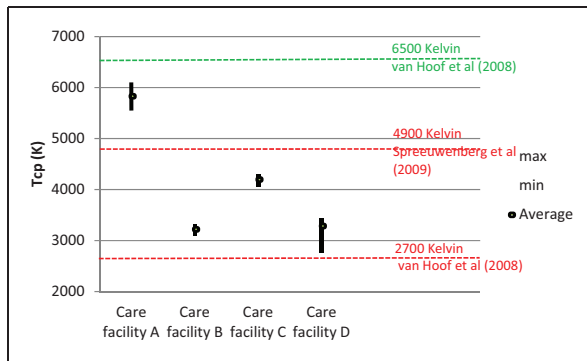 7000
6000
5000
4000
3000
2000
Tcp (K)
6500 Kelvin
van Hoof et al (2008)
4900 Kelvin
Spreeuwenberg et al
(2009)
2700 Kelvin
van Hoof et al (2008)
max
min
Average
Care
facility A
Care
facility B
Care
facility C
Care
facility D